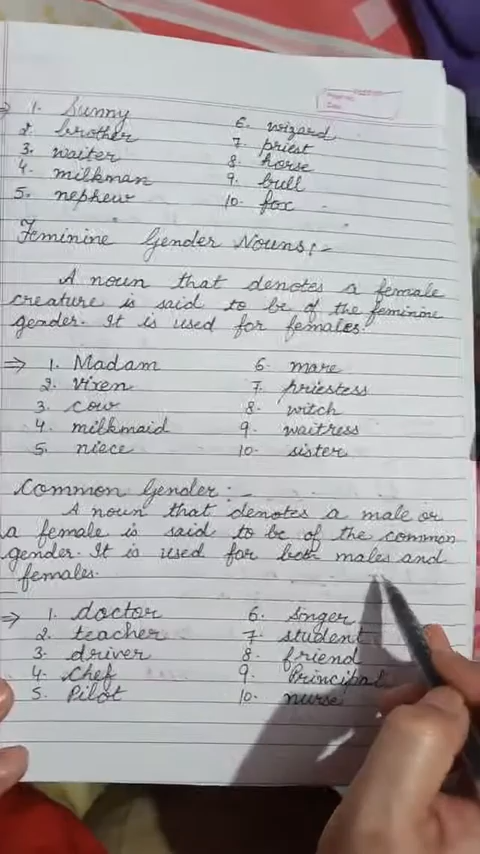 1. Sunny
2. brother
3. waiter
4. milkman
5. nephew
6. wizard
7. priest
8. horse
9. bull
10. fox
Feminine Gender Nouns:-
A noun that denotes a female
creature is said to be of the feminine
gender. It is used for females.
⇒ 1. Madam
2. vixen
3. cow
4. milkmaid
5. niece
6. mare
7. priestess
8. witch
9. waitress
10. sister
Common Gender:-
A noun that denotes a male or
a female is said to be of the common
gender. It is used for both males and
females.
⇒ 1. doctor
2. teacher
3. driver
4. Chef
5. Pilot
6. Singer
7. student
8. friend
9. Principal
10. nurse